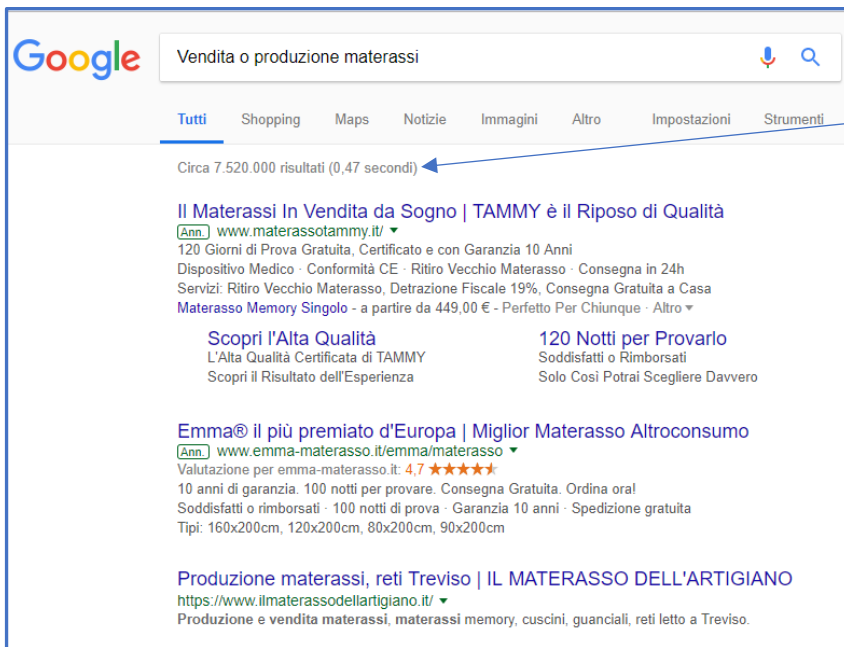 Google
Vendita o produzione materassi
Tutti Shopping Maps Notizie Immagini Altro Impostazioni Strumenti
Circa 7.520.000 risultati (0,47 secondi)
Il Materassi In Vendita da Sogno | TAMMY è il Riposo di Qualità
Ann. www.materassotammy.it/
120 Giorni di Prova Gratuita, Certificato e con Garanzia 10 Anni
Dispositivo Medico · Conformità CE · Ritiro Vecchio Materasso · Consegna in 24h
Servizi: Ritiro Vecchio Materasso, Detrazione Fiscale 19%, Consegna Gratuita a Casa
Materasso Memory Singolo - a partire da 449,00 € - Perfetto Per Chiunque · Altro
Scopri l'Alta Qualità
L'Alta Qualità Certificata di TAMMY
Scopri il Risultato dell'Esperienza
120 Notti per Provarlo
Soddisfatti o Rimborsati
Solo Così Potrai Scegliere Davvero
Emma® il più premiato d'Europa | Miglior Materasso Altroconsumo
Ann. www.emma-materasso.it/emma/materasso
Valutazione per emma-materasso.it: 4,7
10 anni di garanzia. 100 notti per provare. Consegna Gratuita. Ordina ora!
Soddisfatti o rimborsati · 100 notti di prova · Garanzia 10 anni · Spedizione gratuita
Tipi: 160x200cm, 120x200cm, 80x200cm, 90x200cm
Produzione materassi, reti Treviso | IL MATERASSO DELL'ARTIGIANO
https://www.ilmaterassodellartigiano.it/
Produzione e vendita materassi, materassi memory, cuscini, guanciali, reti letto a Treviso.